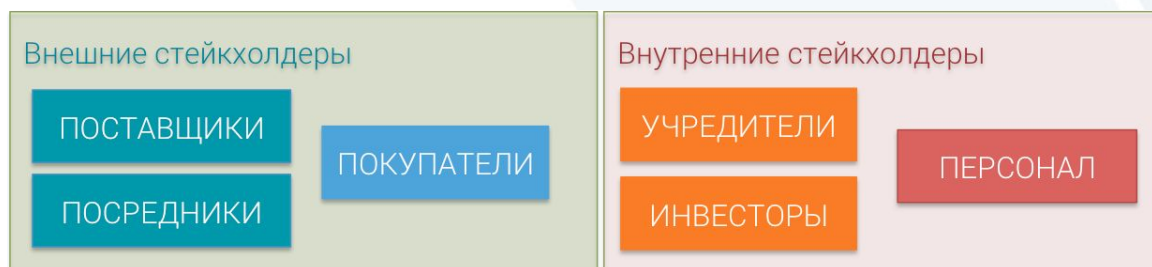 Внешние стейкхолдеры
ПОСТАВЩИКИ
ПОКУПАТЕЛИ
ПОСРЕДНИКИ
Внутренние стейкхолдеры
УЧРЕДИТЕЛИ
ПЕРСОНАЛ
ИНВЕСТОРЫ